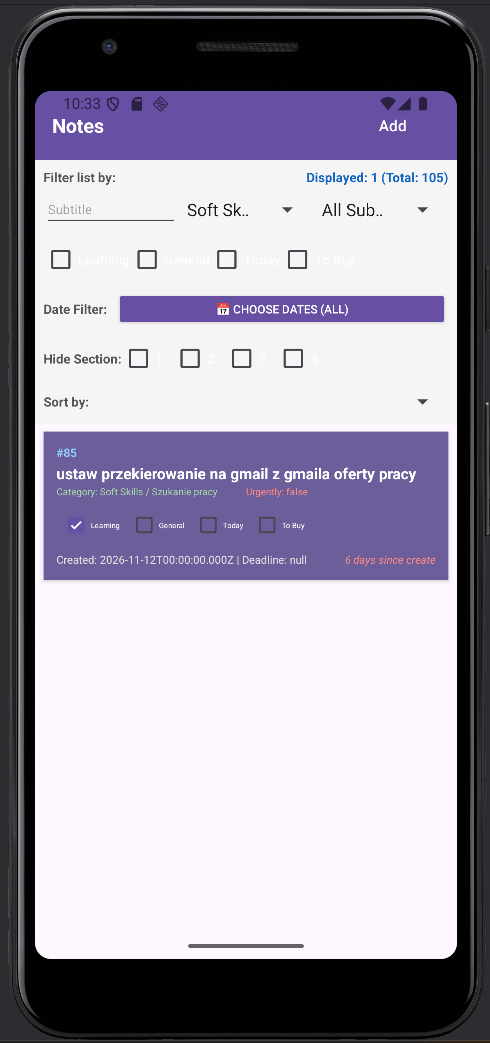 10:33
Notes Add
Filter list by: Displayed: 1 (Total: 105)
Subtitle Soft Sk.. All Sub..
Learning General Today To Buy
Date Filter: 📅 CHOOSE DATES (ALL)
Hide Section: 1 2 3 4
Sort by:
#85
ustaw przekierowanie na gmail z gmaila oferty pracy
Category: Soft Skills / Szukanie pracy Urgently: false
Learning General Today To Buy
Created: 2026-11-12T00:00:00.000Z | Deadline: null 6 days since create